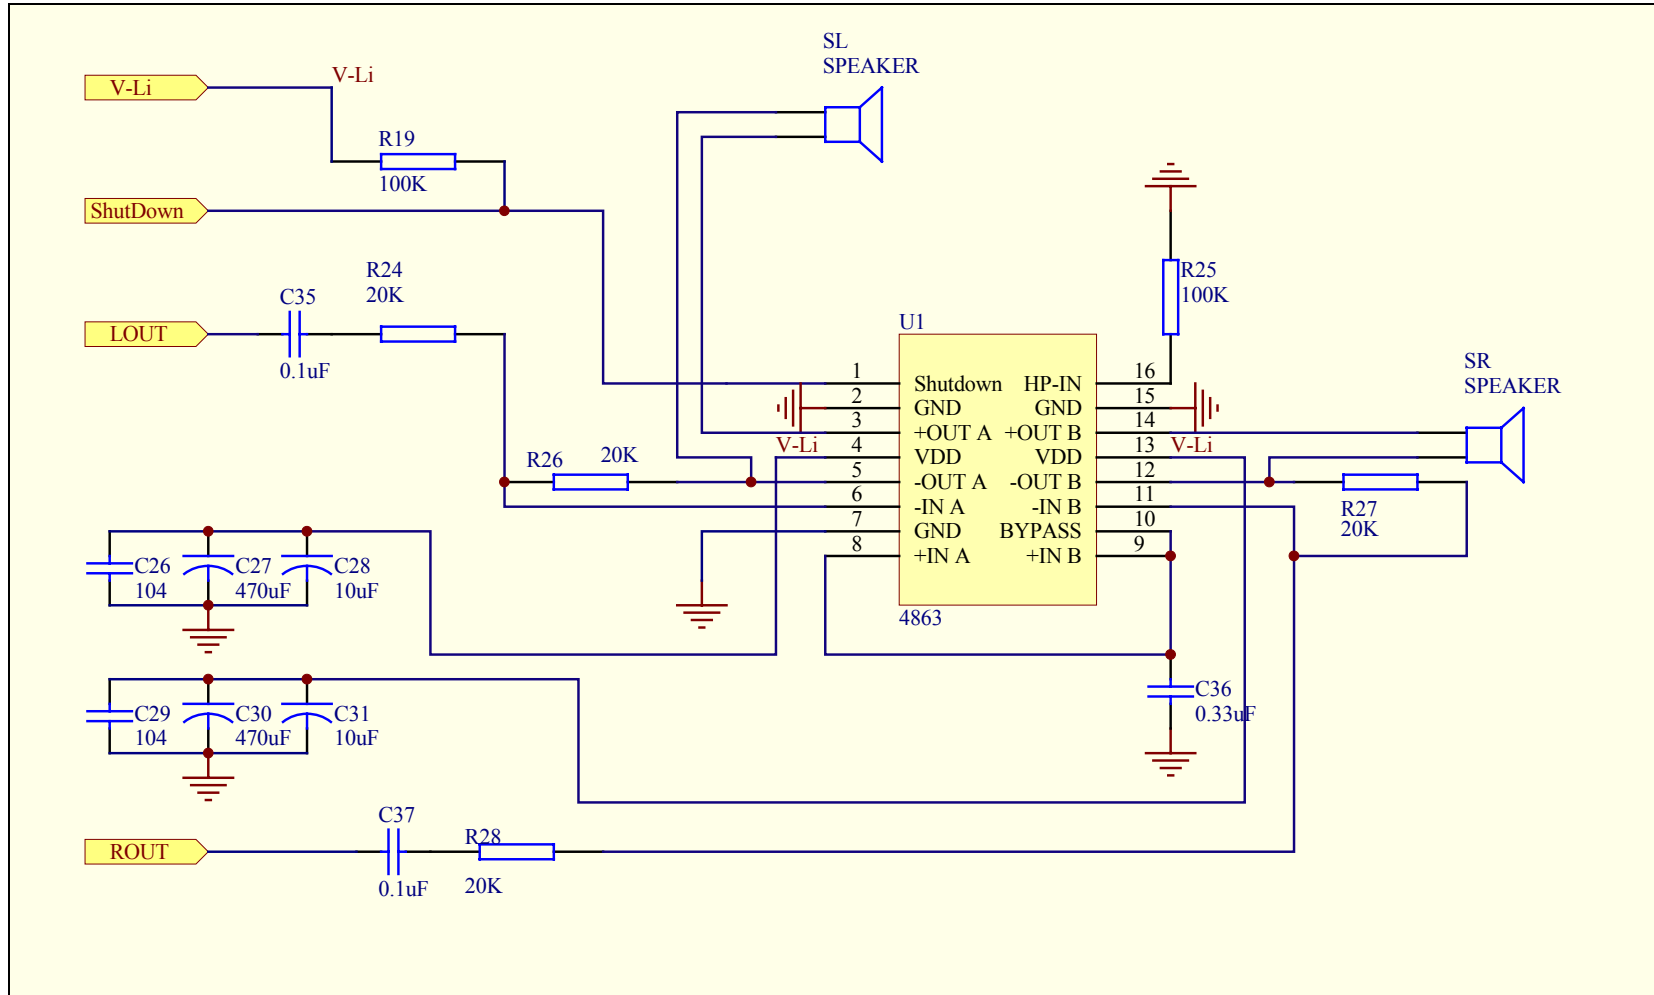 SL
SPEAKER
V-Li
V-Li
R19
100K
ShutDown
R24
20K
C35
0.1uF
LOUT
R25
100K
U1
SR
SPEAKER
1 Shutdown HP-IN 16
2 GND GND 15
3 +OUT A +OUT B 14
V-Li V-Li
4 VDD VDD 13
5 -OUT A -OUT B 12
6 -IN A -IN B 11
7 GND BYPASS 10
8 +IN A +IN B 9
4863
R26 20K
R27
20K
C26
104
C27
470uF
C28
10uF
C36
0.33uF
C29
104
C30
470uF
C31
10uF
C37
0.1uF
R28
20K
ROUT